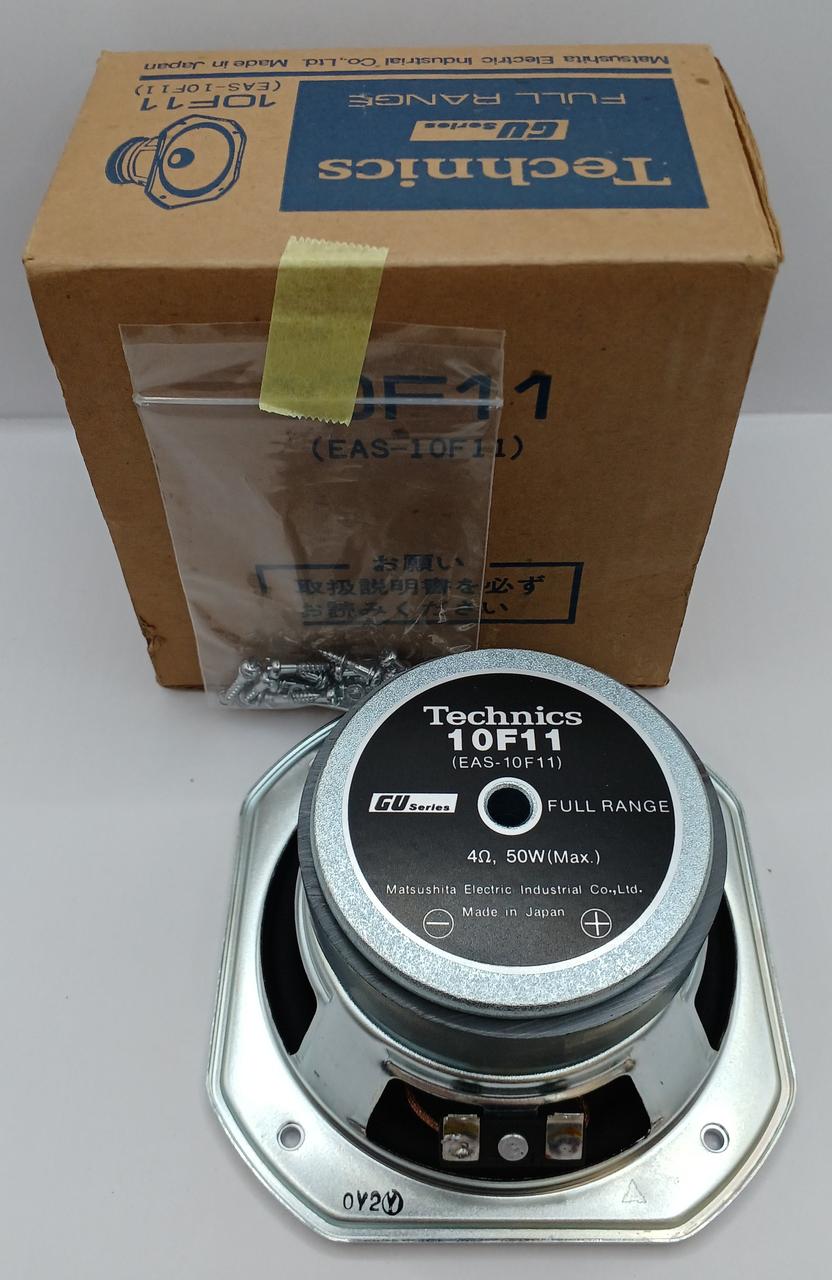 Matsushita Electric Industrial Co.,Ltd. Made in Japan
10F11
(EAS-10F11)
FULL RANGE
GU Series
Technics
10F11
(EAS-10F11)
お願い
取扱説明書を必ず
お読みください
Technics
10F11
(EAS-10F11)
GU Series
FULL RANGE
4Ω, 50W(Max.)
Matsushita Electric Industrial Co.,Ltd.
Made in Japan
⊖ ⊕
0Y2Ⓨ